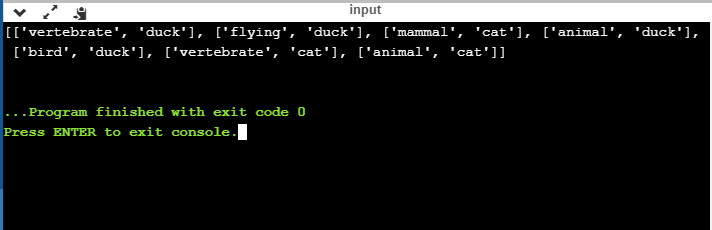 input
[['vertebrate', 'duck'], ['flying', 'duck'], ['mammal', 'cat'], ['animal', 'duck'],
['bird', 'duck'], ['vertebrate', 'cat'], ['animal', 'cat']]
...Program finished with exit code 0
Press ENTER to exit console.